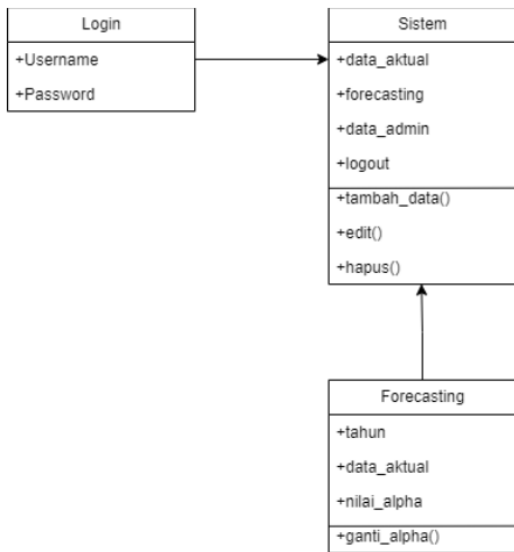 Login
+Username
+Password
Sistem
+data_aktual
+forecasting
+data_admin
+logout
+tambah_data()
+edit()
+hapus()
Forecasting
+tahun
+data_aktual
+nilai_alpha
+ganti_alpha()